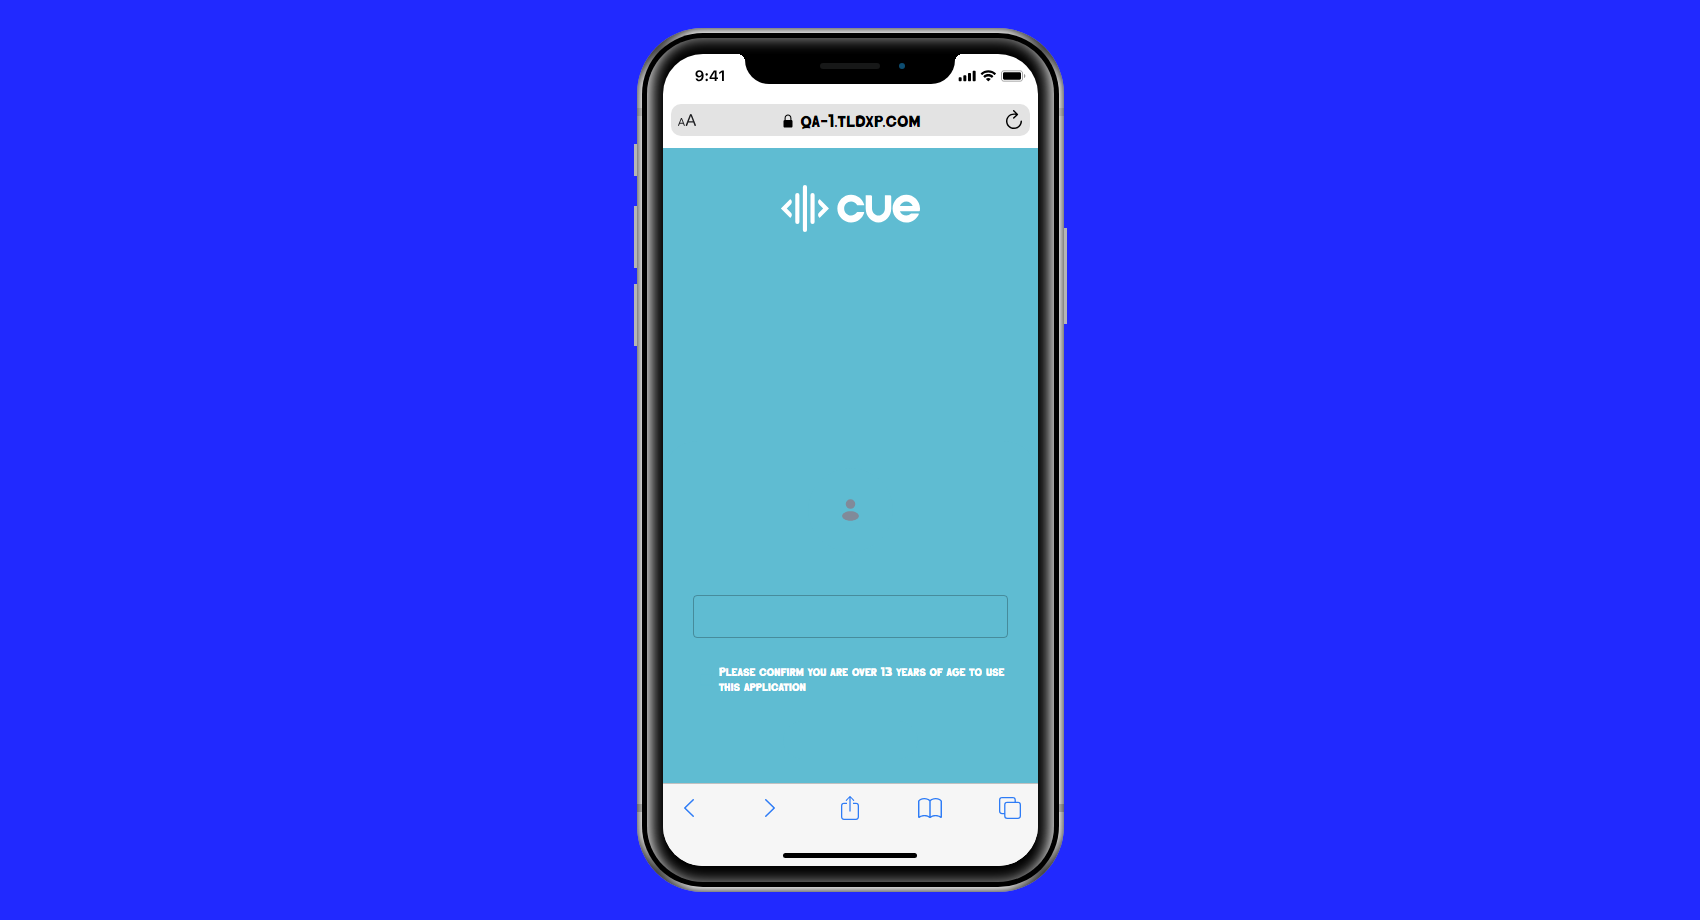 9:41
AA QA-1.TLDXP.COM
cue
PLEASE CONFIRM YOU ARE OVER 13 YEARS OF AGE TO USE
THIS APPLICATION